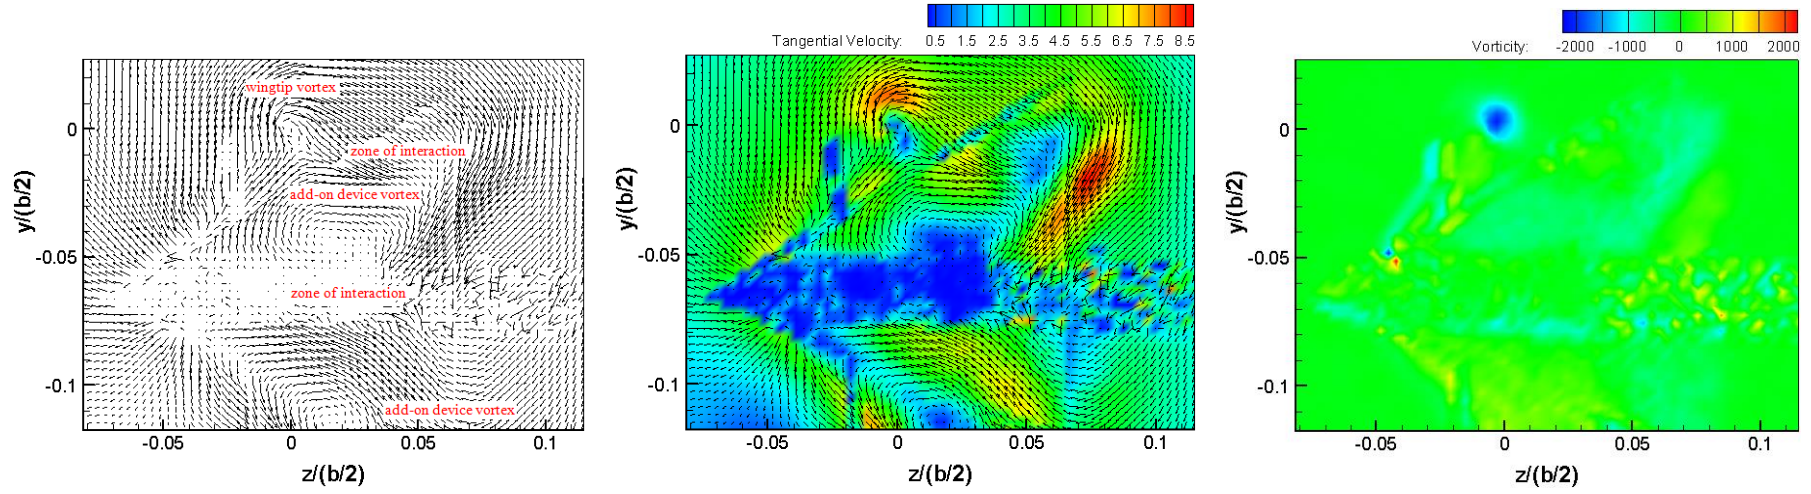 wingtip vortex
zone of interaction
add-on device vortex
zone of interaction
add-on device vortex
0
-0.05
-0.1
y/(b/2)
-0.05 0 0.05 0.1
z/(b/2)
Tangential Velocity: 0.5 1.5 2.5 3.5 4.5 5.5 6.5 7.5 8.5
0
-0.05
-0.1
y/(b/2)
-0.05 0 0.05 0.1
z/(b/2)
Vorticity: -2000 -1000 0 1000 2000
0
-0.05
-0.1
y/(b/2)
-0.05 0 0.05 0.1
z/(b/2)